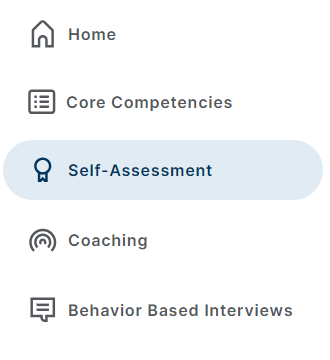 Home
Core Competencies
Self-Assessment
Coaching
Behavior Based Interviews